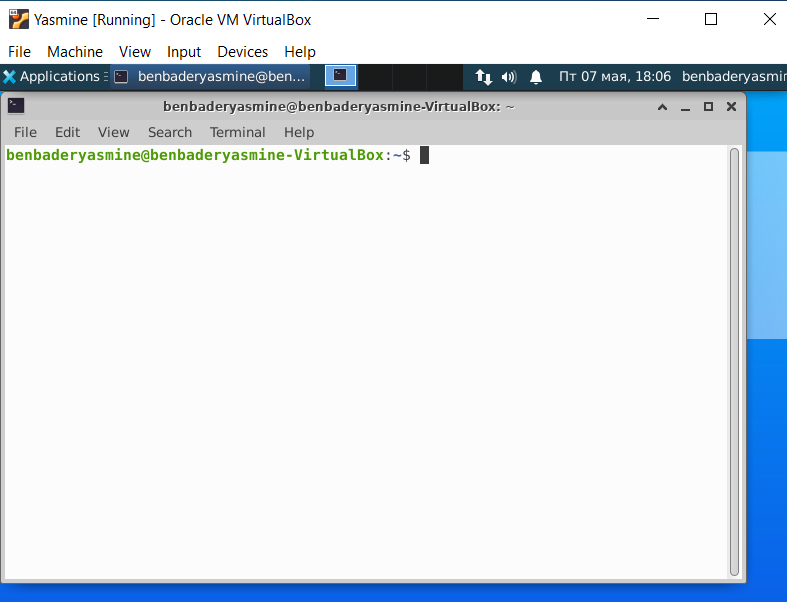 Yasmine [Running] - Oracle VM VirtualBox
File Machine View Input Devices Help
Applications benbaderyasmine@ben... Пт 07 мая, 18:06 benbaderyasmin
benbaderyasmine@benbaderyasmine-VirtualBox: ~
File Edit View Search Terminal Help
benbaderyasmine@benbaderyasmine-VirtualBox:~$